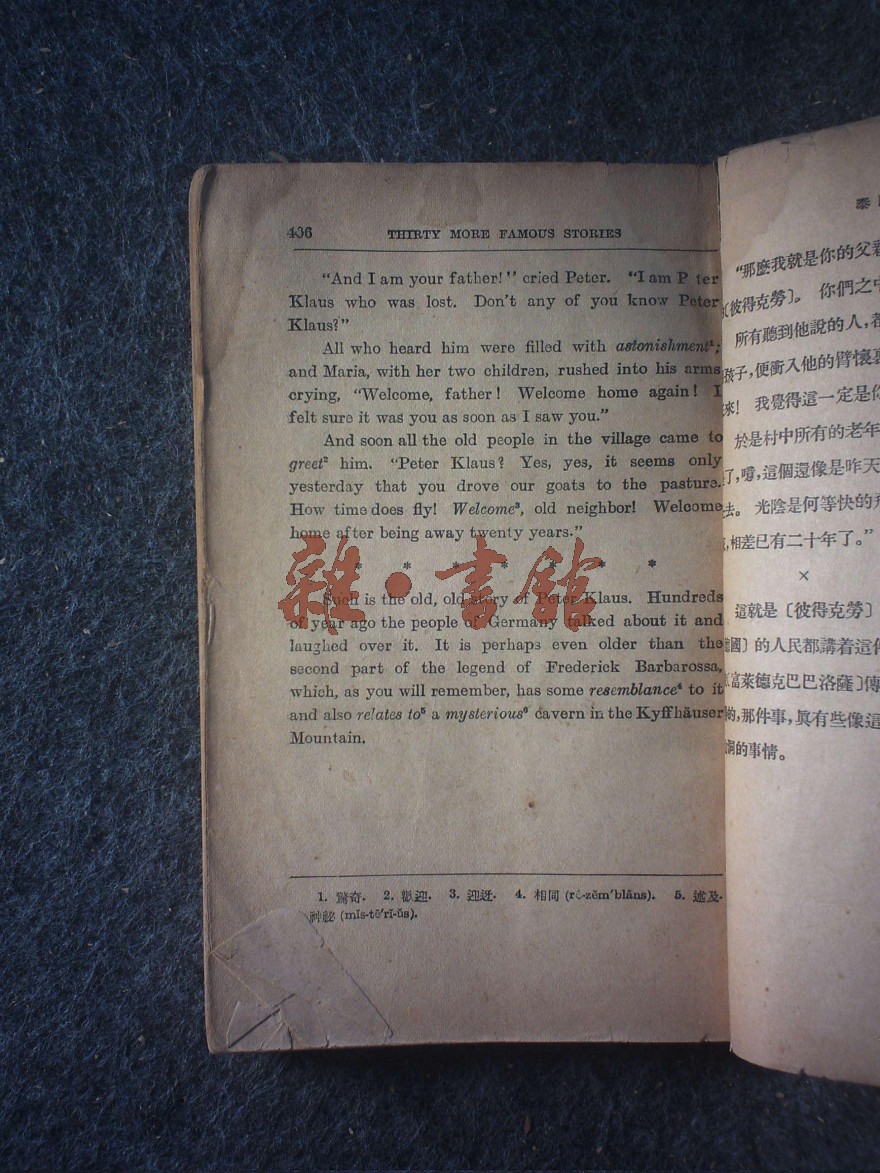 436 THIRTY MORE FAMOUS STORIES
"And I am your father!" cried Peter. "I am P ter
Klaus who was lost. Don't any of you know Peter
Klaus?"
All who heard him were filled with astonishment¹;
and Maria, with her two children, rushed into his arms
crying, "Welcome, father! Welcome home again! I
felt sure it was you as soon as I saw you."
And soon all the old people in the village came to
greet² him. "Peter Klaus? Yes, yes, it seems only
yesterday that you drove our goats to the pasture.
How time does fly! Welcome³, old neighbor! Welcome
home after being away twenty years."
* * * * * * *
Such is the old, old story of Peter Klaus. Hundreds
of year ago the people of Germany talked about it and
laughed over it. It is perhaps even older than the
second part of the legend of Frederick Barbarossa,
which, as you will remember, has some resemblance⁴ to it
and also relates to⁵ a mysterious⁶ cavern in the Kyffhäuser
Mountain.
1. 驚奇. 2. 歡迎. 3. 迎迓. 4. 相同 (rē-zĕm'blăns). 5. 述及.
神祕 (mĭs-tē'rĭ-ŭs).
雜·書館
泰
"那麼我就是你的父親
〔彼得克勞〕。 你們之中
所有聽到他說的人,
孩子,便衝入他的臂懷裏
來! 我覺得這一定是你
於是村中所有的老年
了,嘮,這個還像是昨天
去。 光陰是何等快的飛
相差已有二十年了。"
×
這就是〔彼得克勞〕
德國〕的人民都講着這件
〔富萊德克巴巴洛薩〕傳
的,那件事,眞有些像這
洞的事情。